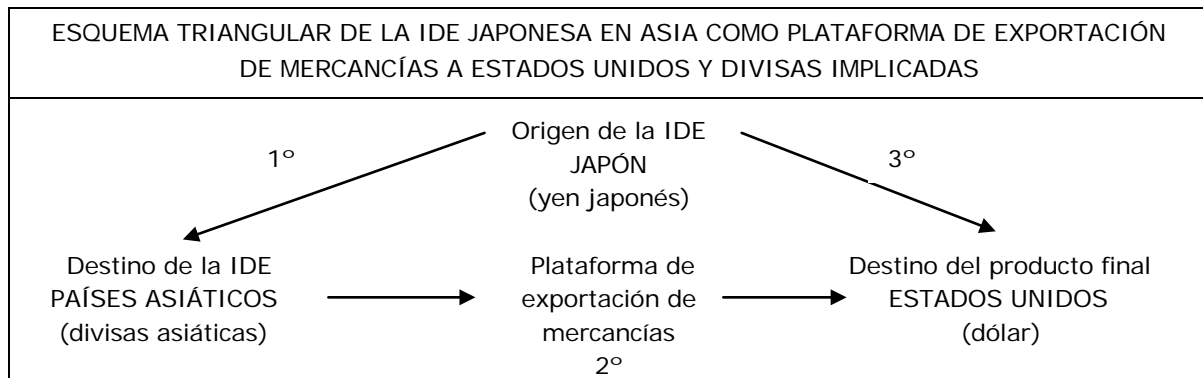 ESQUEMA TRIANGULAR DE LA IDE JAPONESA EN ASIA COMO PLATAFORMA DE EXPORTACIÓN
DE MERCANCÍAS A ESTADOS UNIDOS Y DIVISAS IMPLICADAS
Origen de la IDE
JAPÓN
(yen japonés)
1º
3º
Destino de la IDE
PAÍSES ASIÁTICOS
(divisas asiáticas)
Plataforma de
exportación de
mercancías
2º
Destino del producto final
ESTADOS UNIDOS
(dólar)